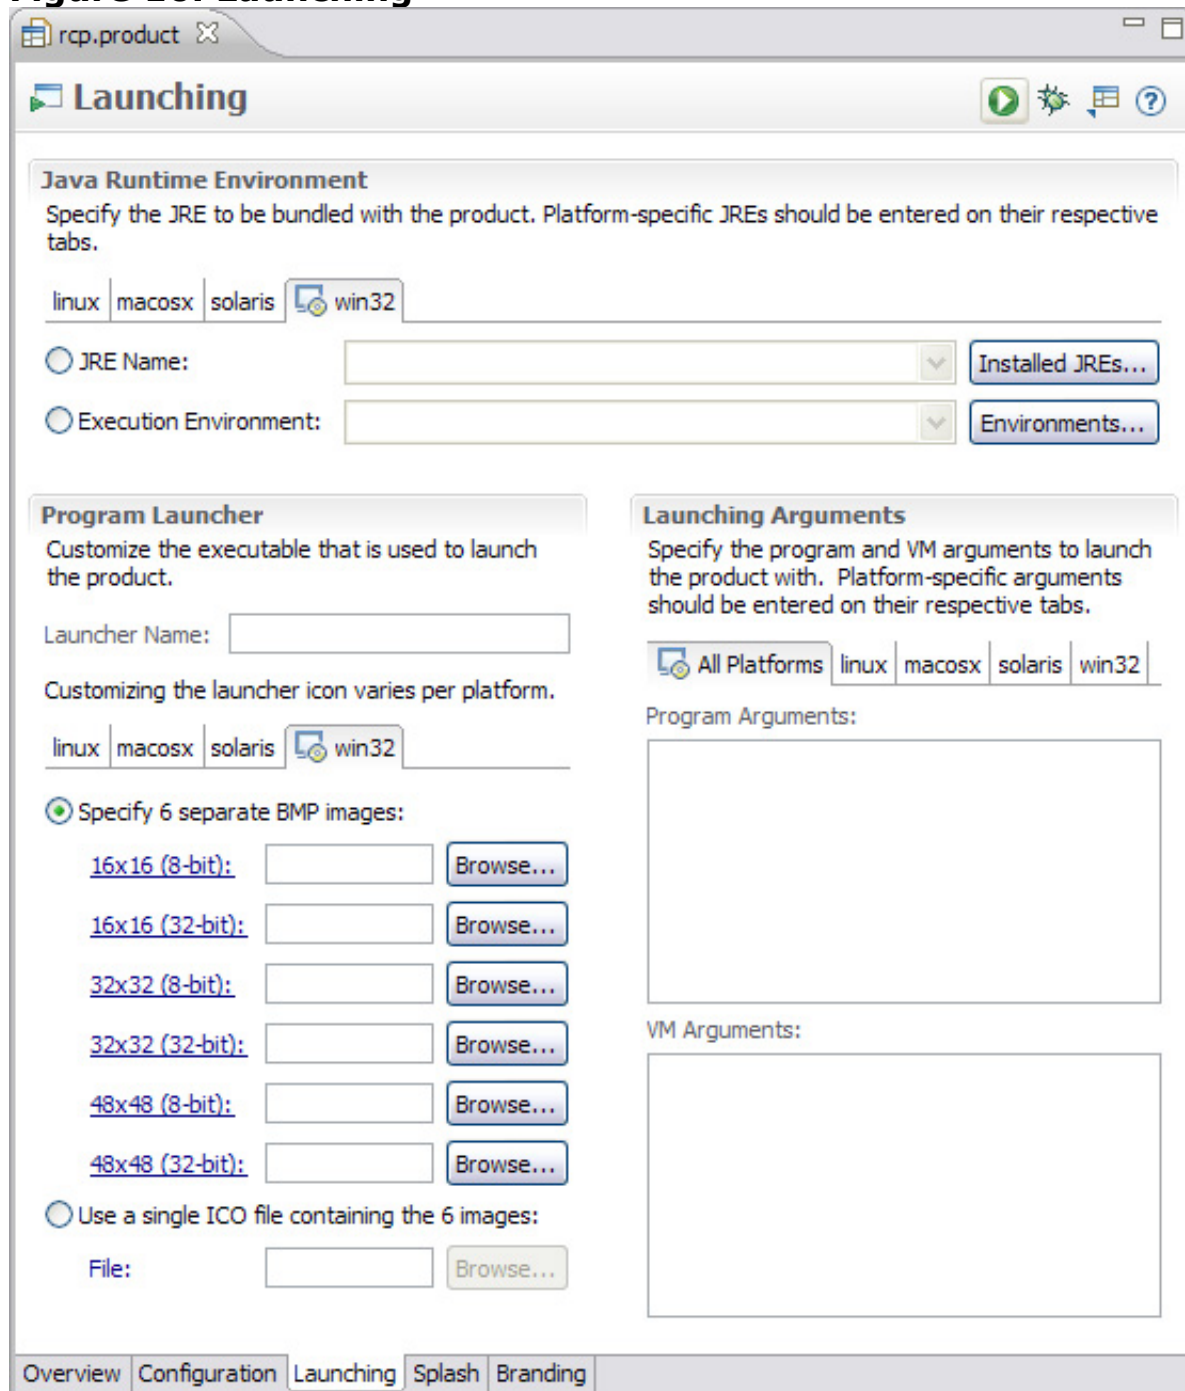 Figure 10. Launching
rcp.product
Launching
Java Runtime Environment
Specify the JRE to be bundled with the product. Platform-specific JREs should be entered on their respective
tabs.
linux macosx solaris win32
JRE Name: Installed JREs...
Execution Environment: Environments...
Program Launcher
Customize the executable that is used to launch
the product.
Launcher Name:
Customizing the launcher icon varies per platform.
linux macosx solaris win32
Specify 6 separate BMP images:
16x16 (8-bit): Browse...
16x16 (32-bit): Browse...
32x32 (8-bit): Browse...
32x32 (32-bit): Browse...
48x48 (8-bit): Browse...
48x48 (32-bit): Browse...
Use a single ICO file containing the 6 images:
File: Browse...
Launching Arguments
Specify the program and VM arguments to launch
the product with. Platform-specific arguments
should be entered on their respective tabs.
All Platforms linux macosx solaris win32
Program Arguments:
VM Arguments:
Overview Configuration Launching Splash Branding